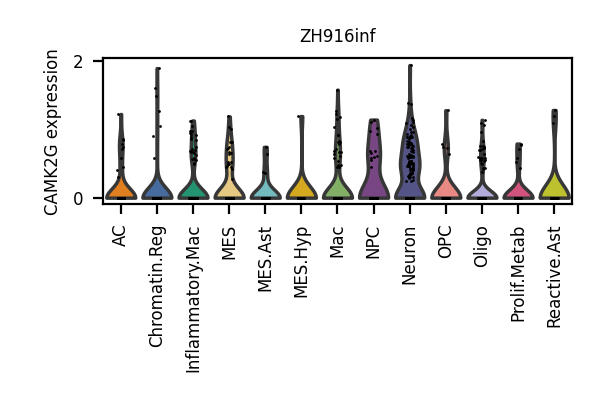 ZH916inf
CAMK2G expression
2
0
AC
Chromatin.Reg
Inflammatory.Mac
MES
MES.Ast
MES.Hyp
Mac
NPC
Neuron
OPC
Oligo
Prolif.Metab
Reactive.Ast